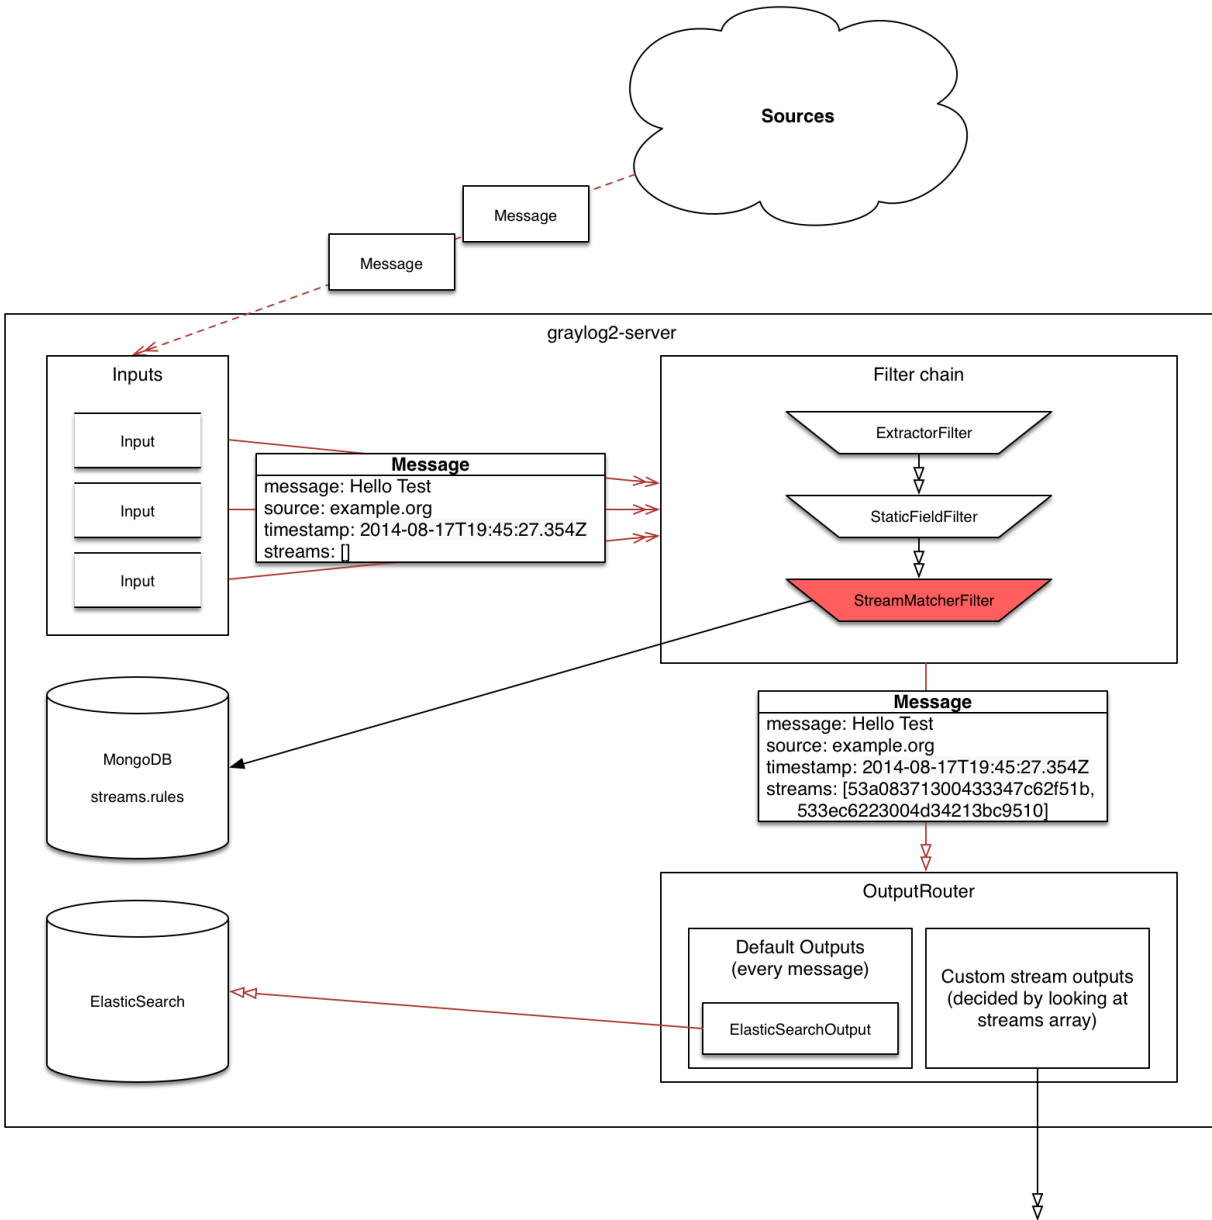 Sources
Message
Message
graylog2-server
Inputs
Input
Input
Input
Message
message: Hello Test
source: example.org
timestamp: 2014-08-17T19:45:27.354Z
streams: []
Filter chain
ExtractorFilter
StaticFieldFilter
StreamMatcherFilter
MongoDB
streams.rules
Message
message: Hello Test
source: example.org
timestamp: 2014-08-17T19:45:27.354Z
streams: [53a08371300433347c62f51b,
533ec6223004d34213bc9510]
OutputRouter
Default Outputs
(every message)
ElasticSearchOutput
Custom stream outputs
(decided by looking at
streams array)
ElasticSearch